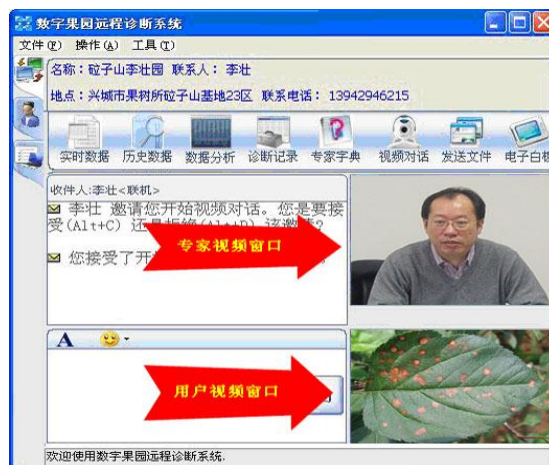 数字果园远程诊断系统
文件(F) 操作(A) 工具(T)
名称：砬子山李壮园 联系人：李壮
地点：兴城市果树所砬子山基地23区 联系电话：13942946215
实时数据 历史数据 数据分析 诊断记录 专家字典 视频对话 发送文件 电子白板
收件人:李壮<联机>
李壮 邀请您开始视频对话。您是要接
受(Alt+C) 还是拒绝(Alt+D) 该邀请?
专家视频窗口
您接受了开
A
用户视频窗口
欢迎使用数字果园远程诊断系统.